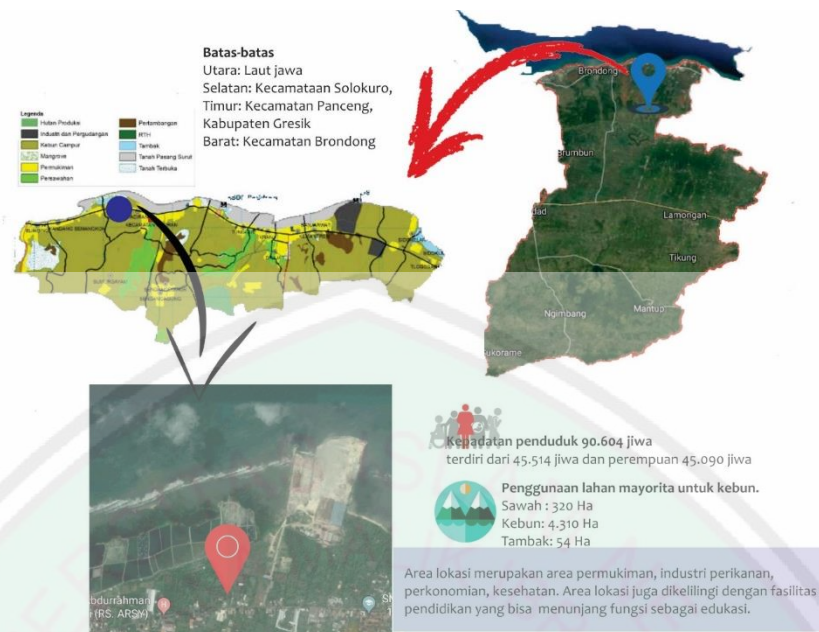 Batas-batas
Utara: Laut jawa
Selatan: Kecamataan Solokuro,
Timur: Kecamatan Panceng,
Kabupaten Gresik
Barat: Kecamatan Brondong
Legenda
Hutan Produksi
Industri dan Pergudangan
Kebun Campur
Mangrove
Permukiman
Persawahan
Pertambangan
RTH
Tambak
Tanah Pasang Surut
Tanah Terbuka
Brondong
Brumbun
dad
Lamongan
Tikung
Ngimbang
Mantup
ukorame
Kepadatan penduduk 90.604 jiwa
terdiri dari 45.514 jiwa dan perempuan 45.090 jiwa
Penggunaan lahan mayorita untuk kebun.
Sawah : 320 Ha
Kebun: 4.310 Ha
Tambak: 54 Ha
Area lokasi merupakan area permukiman, industri perikanan,
perkonomian, kesehatan. Area lokasi juga dikelilingi dengan fasilitas
pendidikan yang bisa menunjang fungsi sebagai edukasi.
bdurrahman
(RS. ARSY)